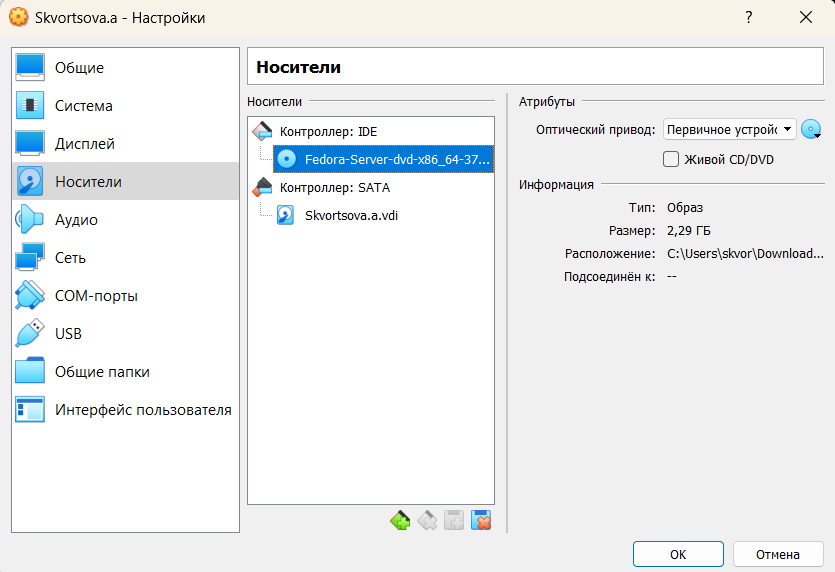 Skvortsova.a - Настройки
?
Общие
Система
Дисплей
Носители
Аудио
Сеть
COM-порты
USB
Общие папки
Интерфейс пользователя
Носители
Носители
Контроллер: IDE
Fedora-Server-dvd-x86_64-37...
Контроллер: SATA
Skvortsova.a.vdi
Атрибуты
Оптический привод: Первичное устройс
Живой CD/DVD
Информация
Тип: Образ
Размер: 2,29 ГБ
Расположение: C:\Users\skvor\Download...
Подсоединён к: --
OK
Отмена